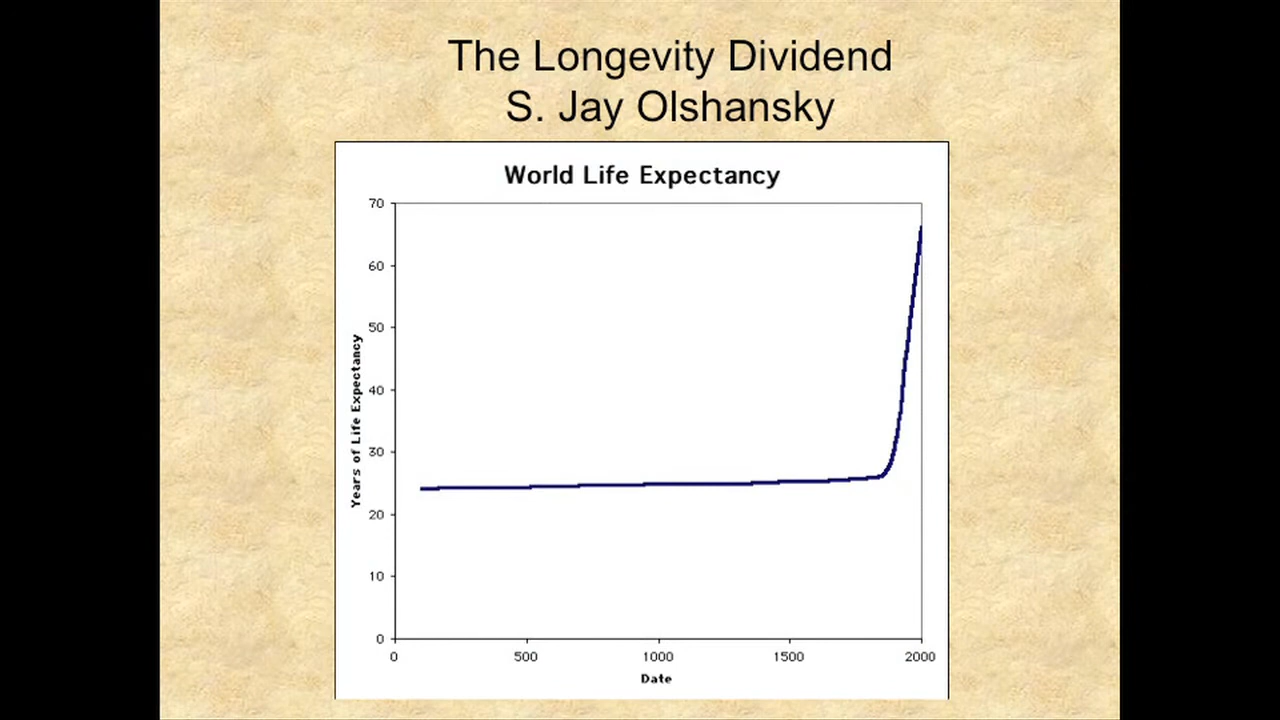 The Longevity Dividend
S. Jay Olshansky
World Life Expectancy
70
60
50
40
30
20
10
0
Years of Life Expectancy
0 500 1000 1500 2000
Date